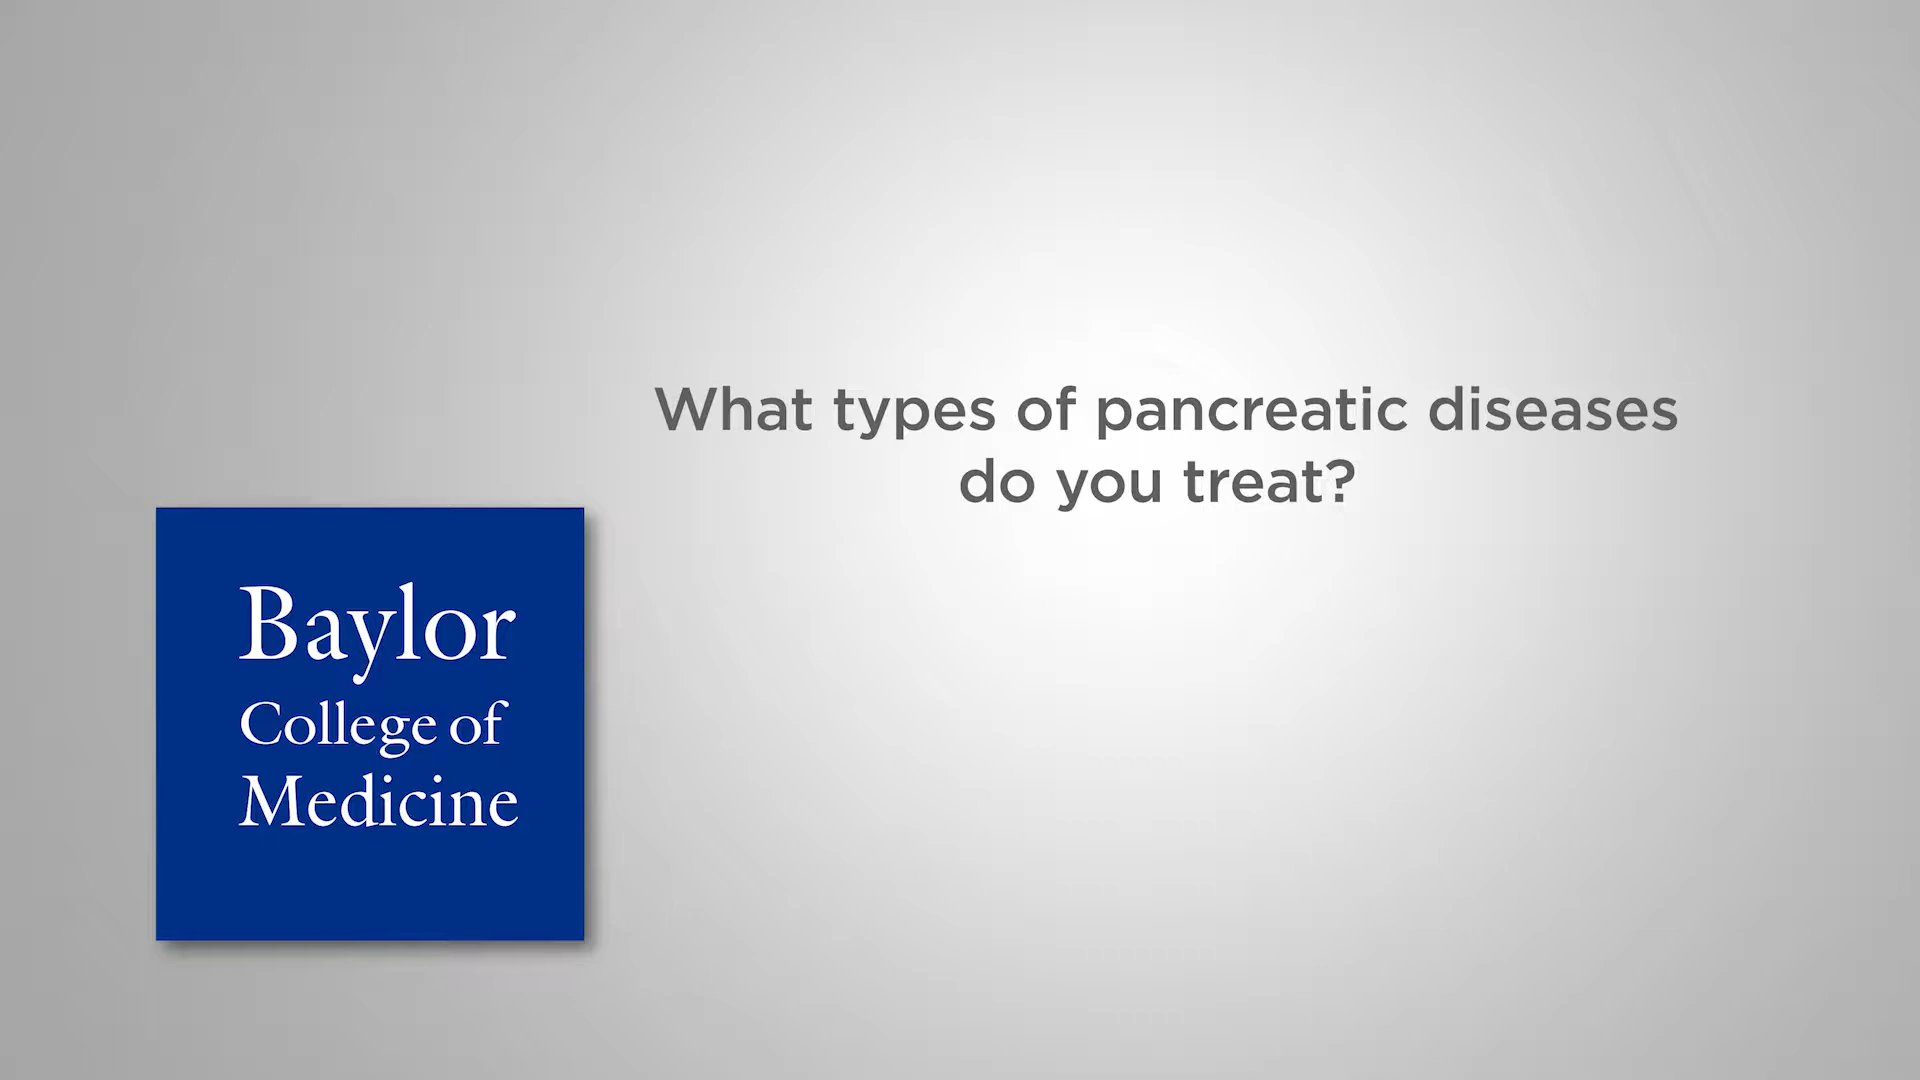 What types of pancreatic diseases
do you treat?
Baylor
College of
Medicine